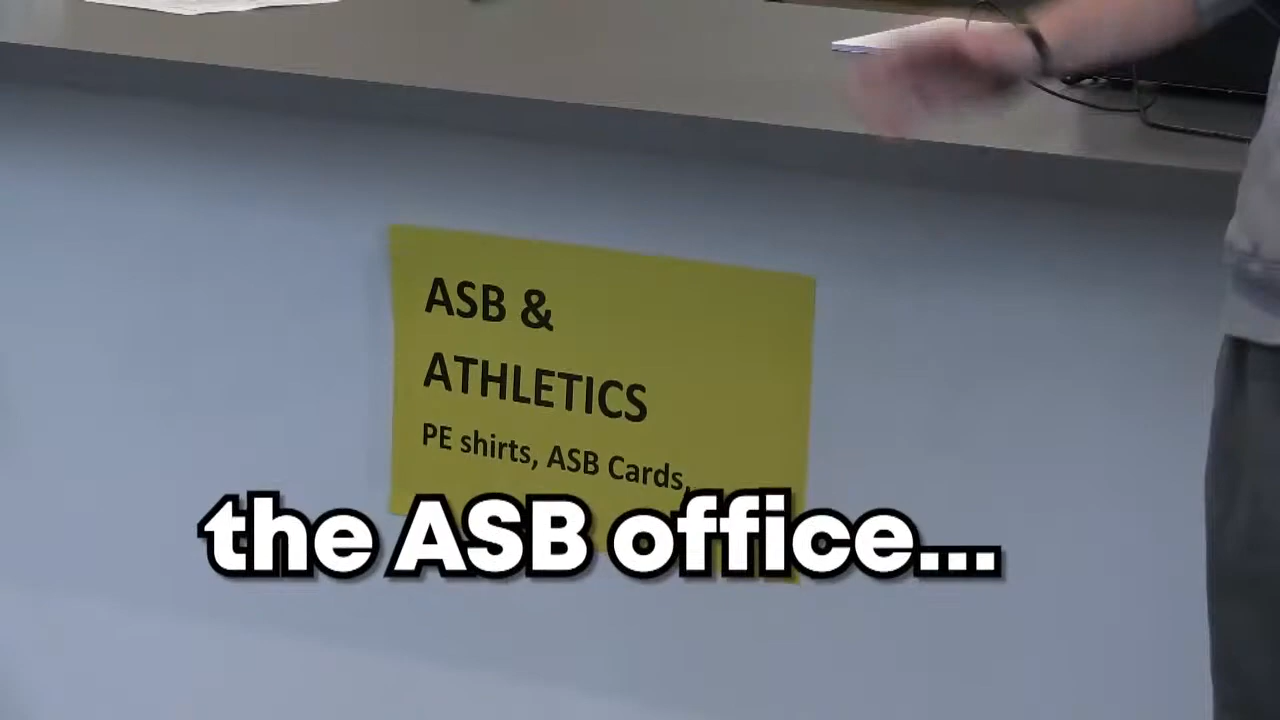 ASB &
ATHLETICS
PE shirts, ASB Cards,
the ASB office...